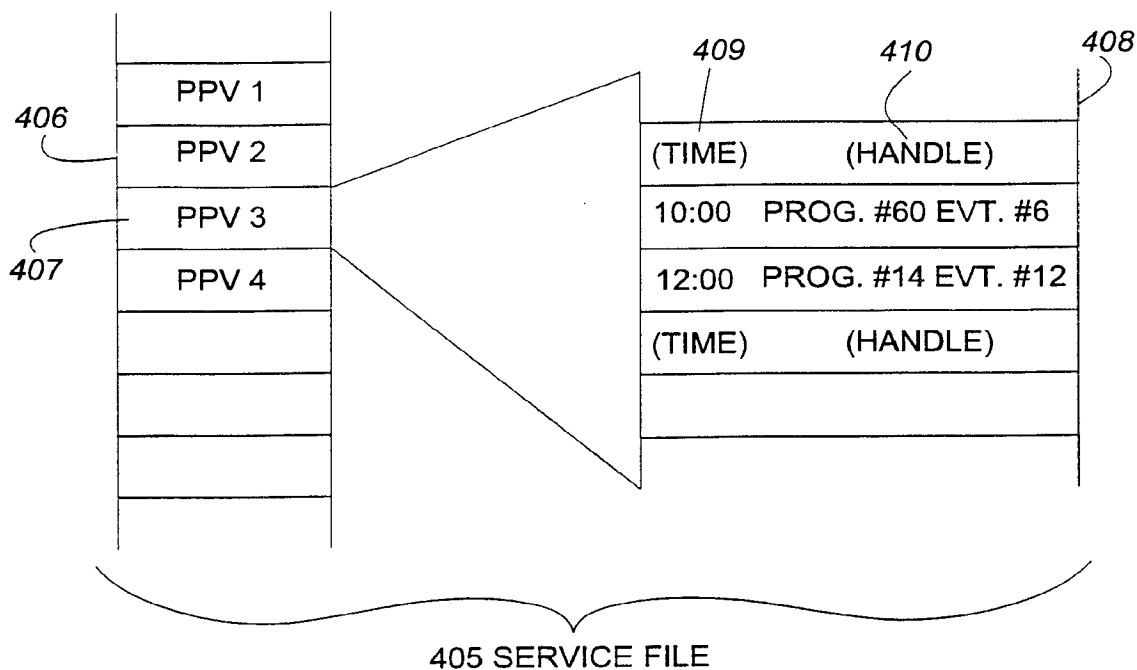 409
410
408
406
407
PPV 1
PPV 2
PPV 3
PPV 4
(TIME) (HANDLE)
10:00 PROG. #60 EVT. #6
12:00 PROG. #14 EVT. #12
(TIME) (HANDLE)
405 SERVICE FILE